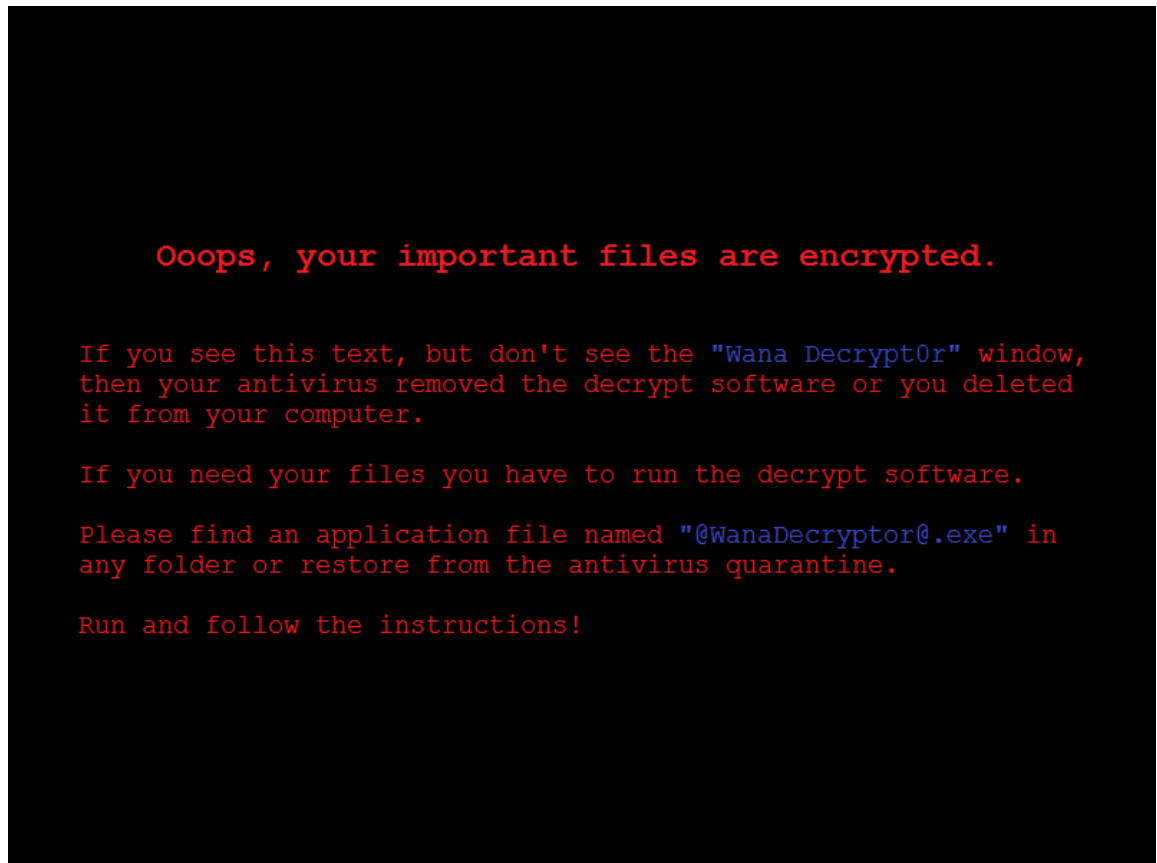 Ooops, your important files are encrypted.
If you see this text, but don't see the "Wana Decrypt0r" window,
then your antivirus removed the decrypt software or you deleted
it from your computer.
If you need your files you have to run the decrypt software.
Please find an application file named "@WanaDecryptor@.exe" in
any folder or restore from the antivirus quarantine.
Run and follow the instructions!